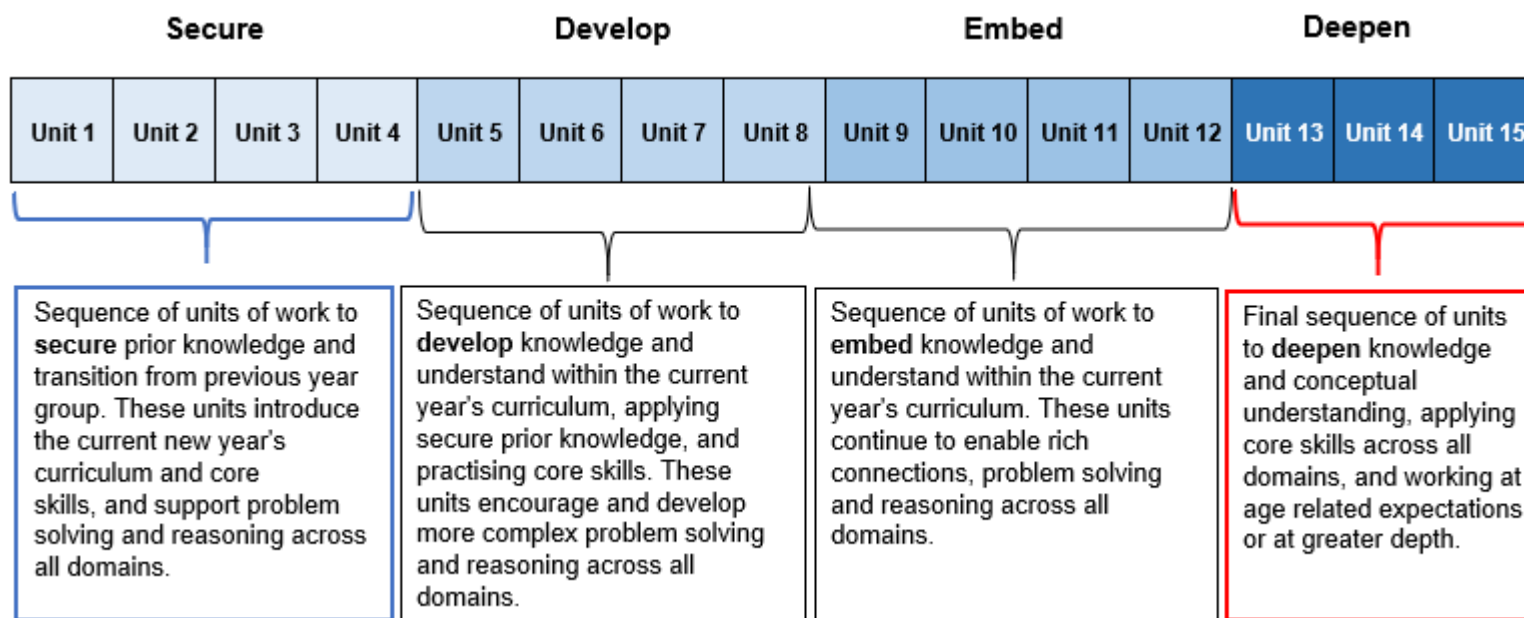 Secure Develop Embed Deepen
Unit 1 Unit 2 Unit 3 Unit 4 Unit 5 Unit 6 Unit 7 Unit 8 Unit 9 Unit 10 Unit 11 Unit 12 Unit 13 Unit 14 Unit 15
Sequence of units of work to
secure prior knowledge and
transition from previous year
group. These units introduce
the current new year's
curriculum and core
skills, and support problem
solving and reasoning across
all domains.
Sequence of units of work to
develop knowledge and
understand within the current
year's curriculum, applying
secure prior knowledge, and
practising core skills. These
units encourage and develop
more complex problem solving
and reasoning across all
domains.
Sequence of units of work to
embed knowledge and
understand within the current
year's curriculum. These units
continue to enable rich
connections, problem solving
and reasoning across all
domains.
Final sequence of units
to deepen knowledge
and conceptual
understanding, applying
core skills across all
domains, and working at
age related expectations
or at greater depth.